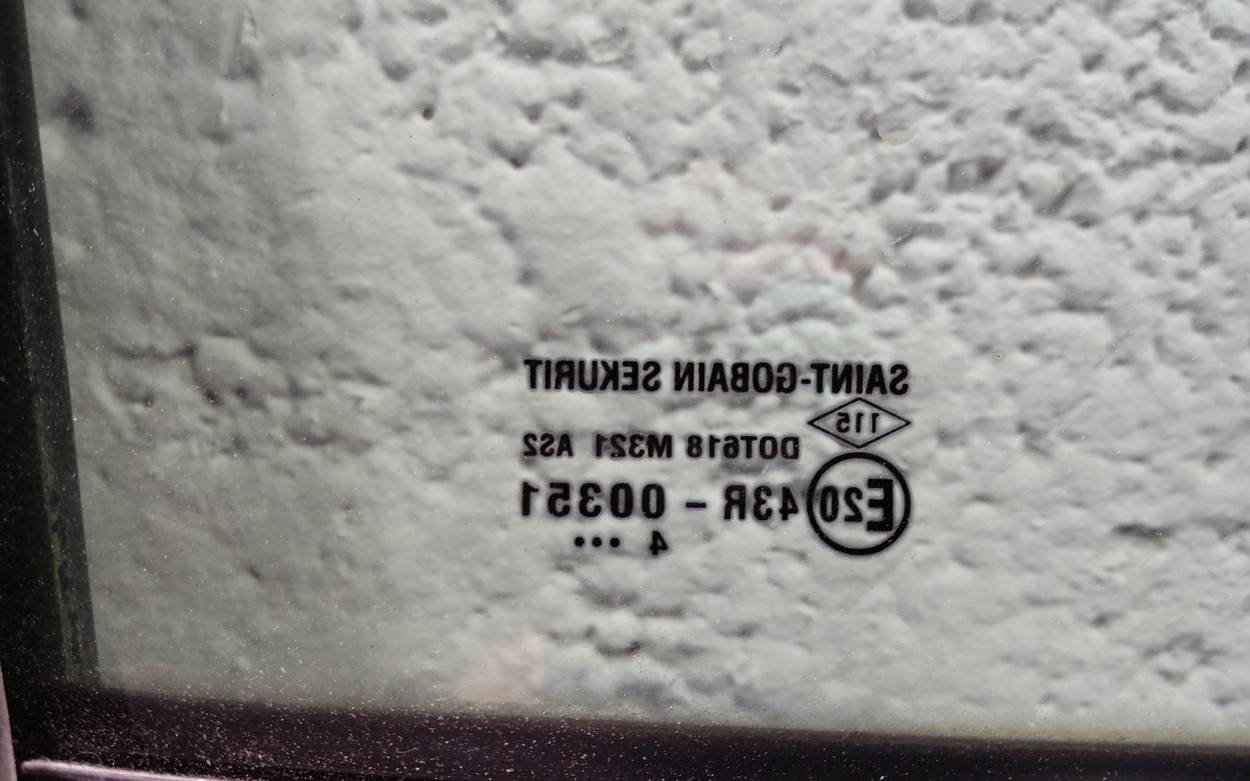 SAINT-GOBAIN SEKURIT
115
DOT618 M321 AS2
E20 43R - 00351
4 •••